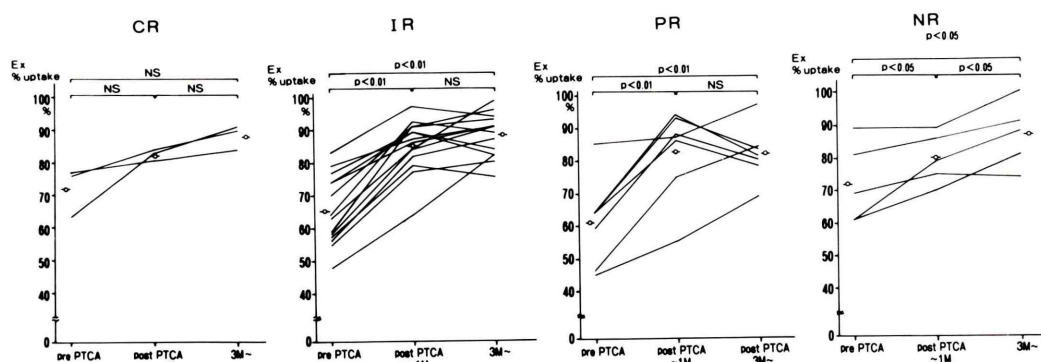 CR
Ex
% uptake
NS
NS
NS
100
%
90
80
70
60
50
40
0
pre PTCA
post PTCA
3M~
IR
Ex
% uptake
p<0.01
p<0.01
NS
100
%
90
80
70
60
50
40
0
pre PTCA
post PTCA
3M~
PR
Ex
% uptake
p<0.01
p<0.01
NS
100
%
90
80
70
60
50
40
0
pre PTCA
post PTCA
~1M
post PTCA
3M~
NR
p<0.05
Ex
% uptake
p<0.05
p<0.05
100
%
90
80
70
60
50
40
0
pre PTCA
post PTCA
~1M
3M~